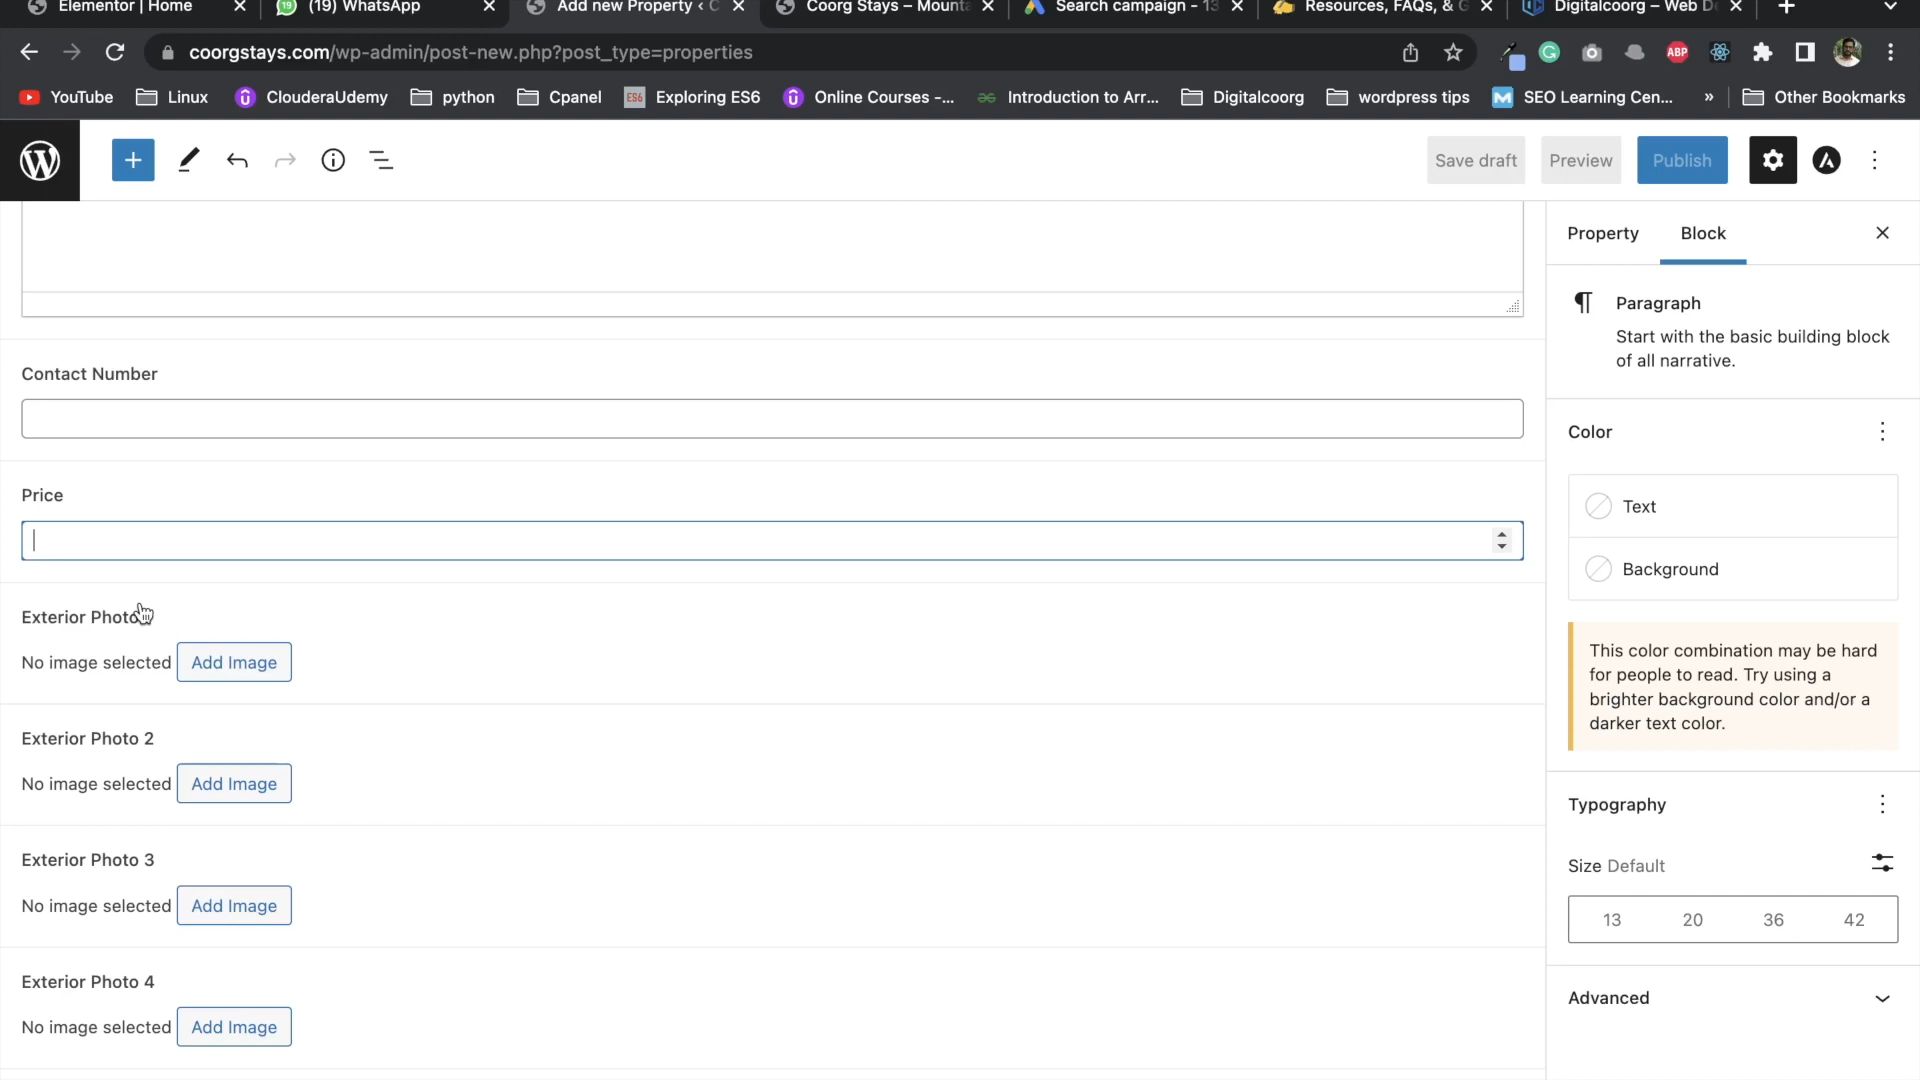 Elementor | Home
19
(19) WhatsApp
Add new Property ‹ C
Coorg Stays – Mount
Search campaign - 13
Resources, FAQs, & G
Digitalcoorg – Web De
coorgstays.com/wp-admin/post-new.php?post_type=properties
ABP
YouTube
Linux
ClouderaUdemy
python
Cpanel
ES6
Exploring ES6
Online Courses -...
Introduction to Arr...
Digitalcoorg
wordpress tips
SEO Learning Cen...
»
Other Bookmarks
Save draft
Preview
Publish
Contact Number
Price
Exterior Photo
No image selected
Add Image
Exterior Photo 2
No image selected
Add Image
Exterior Photo 3
No image selected
Add Image
Exterior Photo 4
No image selected
Add Image
Property
Block
Paragraph
Start with the basic building block
of all narrative.
Color
Text
Background
This color combination may be hard
for people to read. Try using a
brighter background color and/or a
darker text color.
Typography
Size Default
13
20
36
42
Advanced